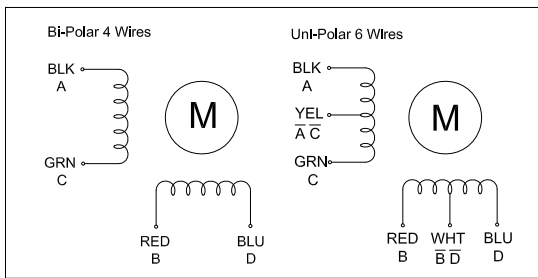 Bi-Polar 4 Wires
BLK
A
GRN
C
M
RED
B
BLU
D
UnI-Polar 6 WIres
BLK
A
YEL
A̅ C̅
GRN
C
M
RED
B
WHT
B̅ D̅
BLU
D